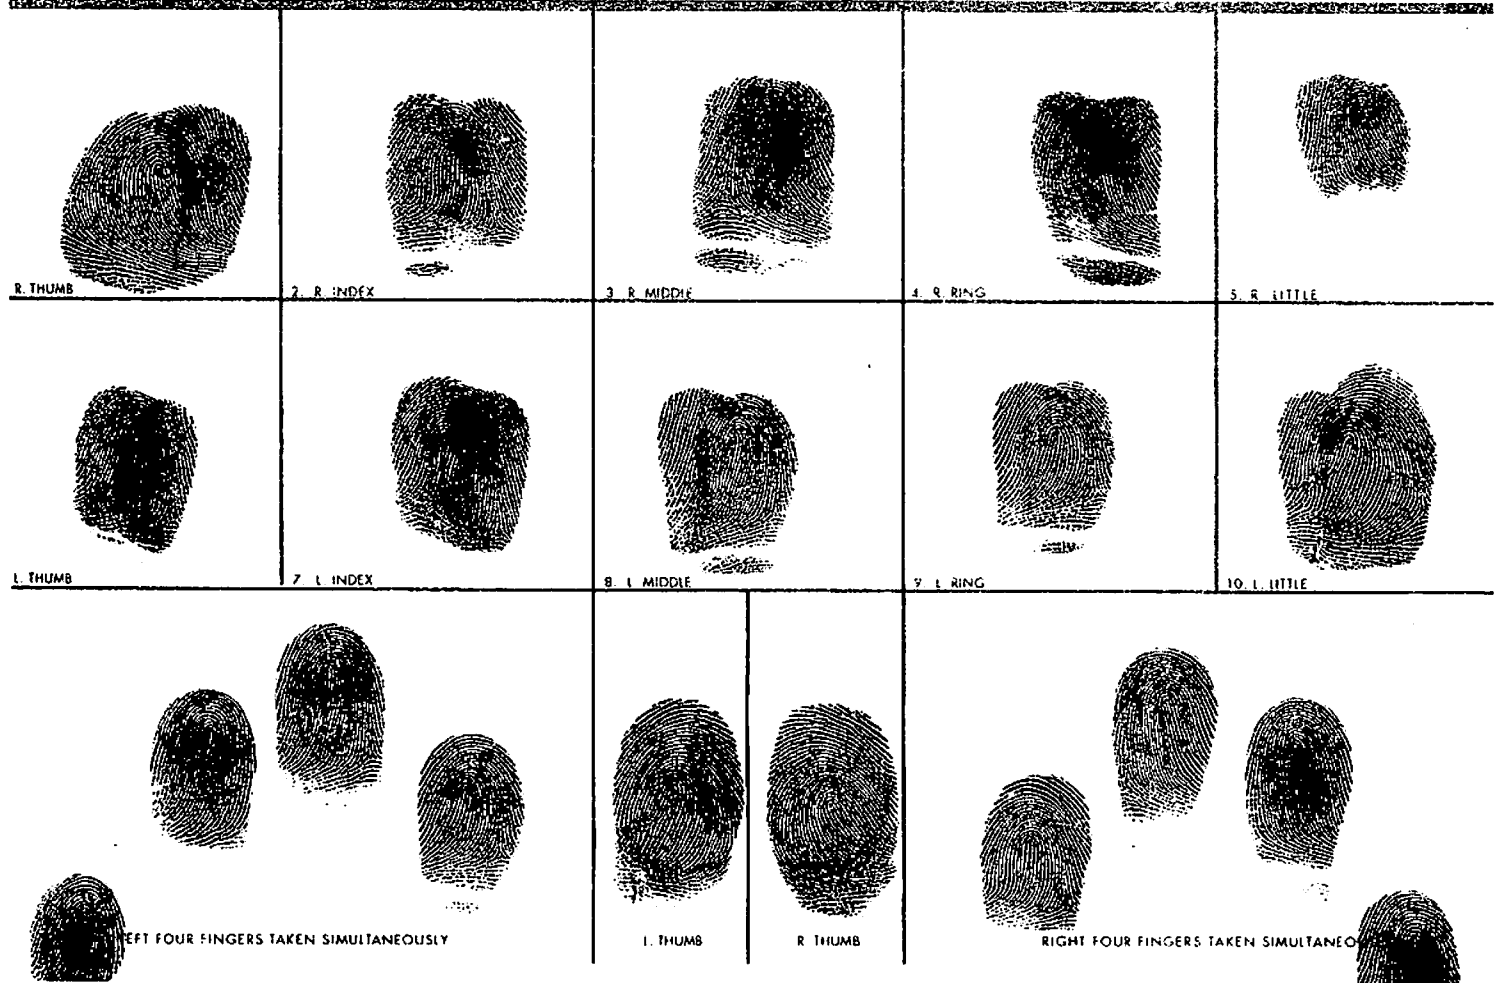 R. THUMB
2. R. INDEX
3 R. MIDDLE
4. R. RING
5. R. LITTLE
L. THUMB
7. L. INDEX
8. L. MIDDLE
9. L. RING
10. L. LITTLE
EFT FOUR FINGERS TAKEN SIMULTANEOUSLY
L. THUMB
R. THUMB
RIGHT FOUR FINGERS TAKEN SIMULTANEO